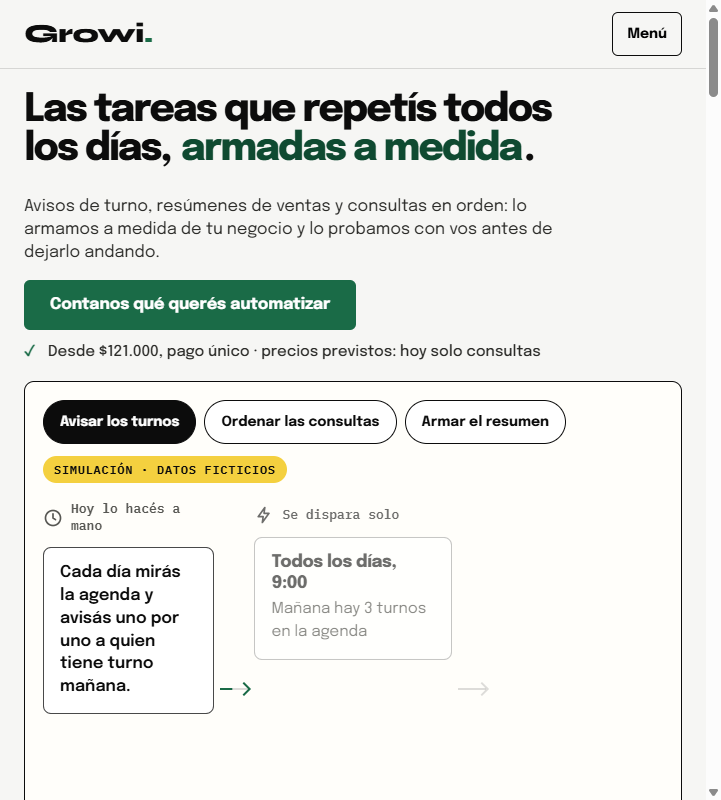 Growi.
Menú
Las tareas que repetís todos
los días, armadas a medida.
Avisos de turno, resúmenes de ventas y consultas en orden: lo
armamos a medida de tu negocio y lo probamos con vos antes de
dejarlo andando.
Contanos qué querés automatizar
✓ Desde $121.000, pago único · precios previstos: hoy solo consultas
Avisar los turnos
Ordenar las consultas
Armar el resumen
SIMULACIÓN · DATOS FICTICIOS
Hoy lo hacés a
mano
Cada día mirás
la agenda y
avisás uno por
uno a quien
tiene turno
mañana.
Se dispara solo
Todos los días,
9:00
Mañana hay 3 turnos
en la agenda